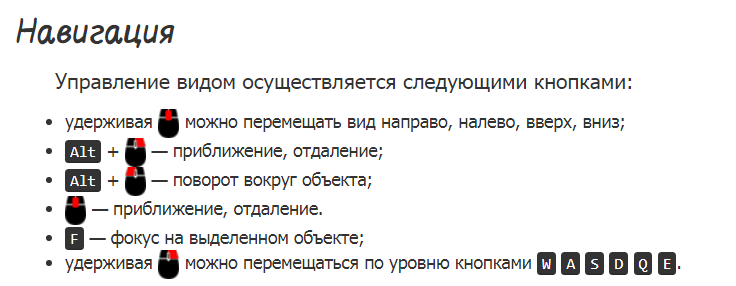 Навигация
Управление видом осуществляется следующими кнопками:
• удерживая можно перемещать вид направо, налево, вверх, вниз;
• Alt + — приближение, отдаление;
• Alt + — поворот вокруг объекта;
• — приближение, отдаление.
• F — фокус на выделенном объекте;
• удерживая можно перемещаться по уровню кнопками W A S D Q E.